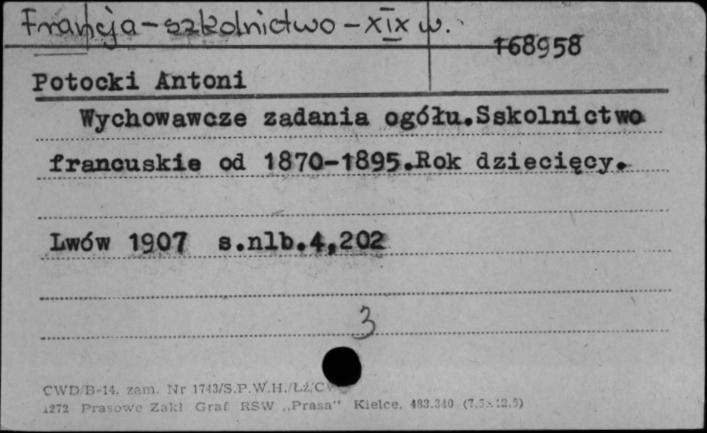 Francja - szkolnictwo - XIX w.
168958
Potocki Antoni
Wychowawcze zadania ogółu.Sskolnictwo
francuskie od 1870-1895.Rok dziecięcy.
Lwów 1907 s.nlb.4,202
3
CWD/B-14. zam. Nr 1743/S.P.W.H./ŁŹ/C
1272 Prasowe Zakł Graf RSW „Prasa" Kielce, 483.340 (7.5x12.5)